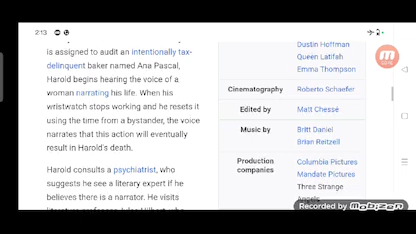 2:13
is assigned to audit an intentionally tax-
delinquent baker named Ana Pascal,
Harold begins hearing the voice of a
woman narrating his life. When his
wristwatch stops working and he resets it
using the time from a bystander, the voice
narrates that this action will eventually
result in Harold's death.
Harold consults a psychiatrist, who
suggests he see a literary expert if he
believes there is a narrator. He visits
Dustin Hoffman
Queen Latifah
Emma Thompson
Cinematography Roberto Schaefer
Edited by Matt Chessé
Music by Britt Daniel
Brian Reitzell
Production Columbia Pictures
companies Mandate Pictures
Three Strange
Angels
Recorded by Mobizen